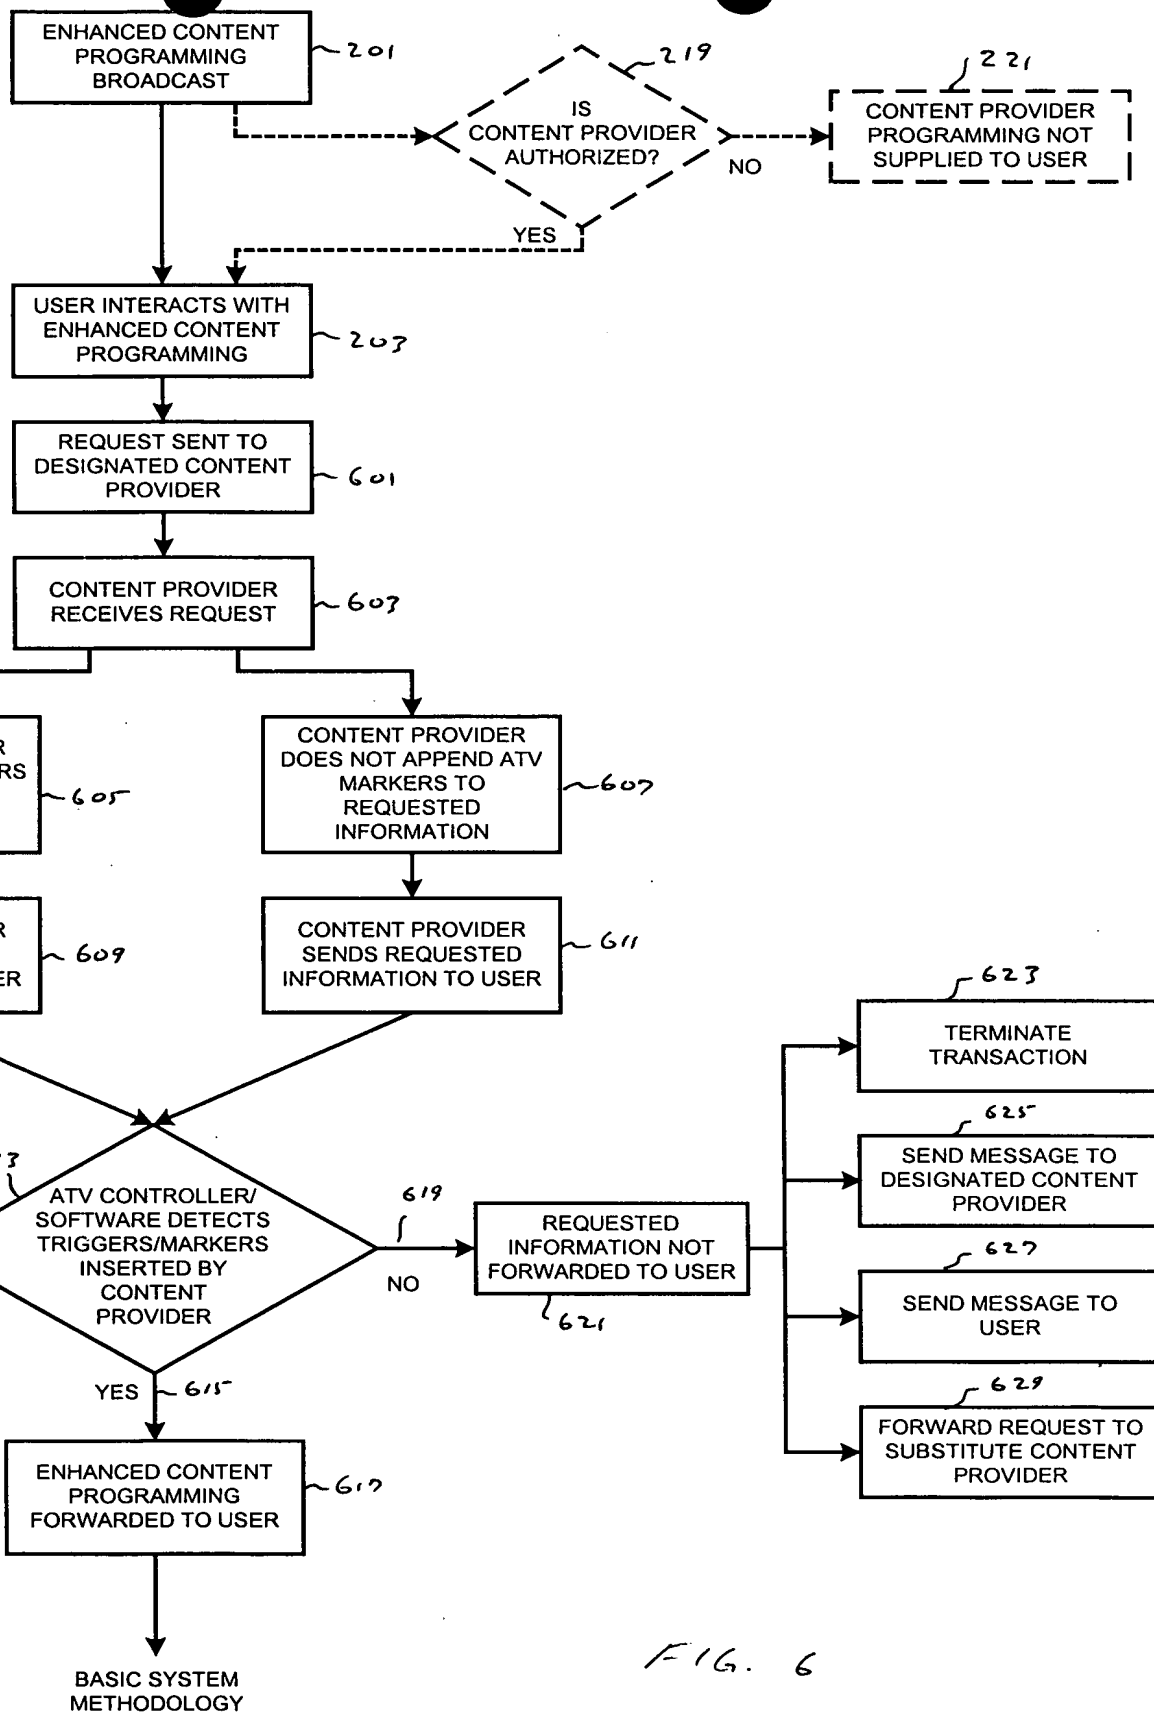 ENHANCED CONTENT
PROGRAMMING
BROADCAST
201
IS
CONTENT PROVIDER
AUTHORIZED?
219
NO
YES
221
CONTENT PROVIDER
PROGRAMMING NOT
SUPPLIED TO USER
USER INTERACTS WITH
ENHANCED CONTENT
PROGRAMMING
203
REQUEST SENT TO
DESIGNATED CONTENT
PROVIDER
601
CONTENT PROVIDER
RECEIVES REQUEST
603
R
RS
605
CONTENT PROVIDER
DOES NOT APPEND ATV
MARKERS TO
REQUESTED
INFORMATION
607
R
ER
609
CONTENT PROVIDER
SENDS REQUESTED
INFORMATION TO USER
611
3
ATV CONTROLLER/
SOFTWARE DETECTS
TRIGGERS/MARKERS
INSERTED BY
CONTENT
PROVIDER
619
NO
REQUESTED
INFORMATION NOT
FORWARDED TO USER
621
623
TERMINATE
TRANSACTION
625
SEND MESSAGE TO
DESIGNATED CONTENT
PROVIDER
627
SEND MESSAGE TO
USER
629
FORWARD REQUEST TO
SUBSTITUTE CONTENT
PROVIDER
YES
615
ENHANCED CONTENT
PROGRAMMING
FORWARDED TO USER
617
BASIC SYSTEM
METHODOLOGY
FIG. 6